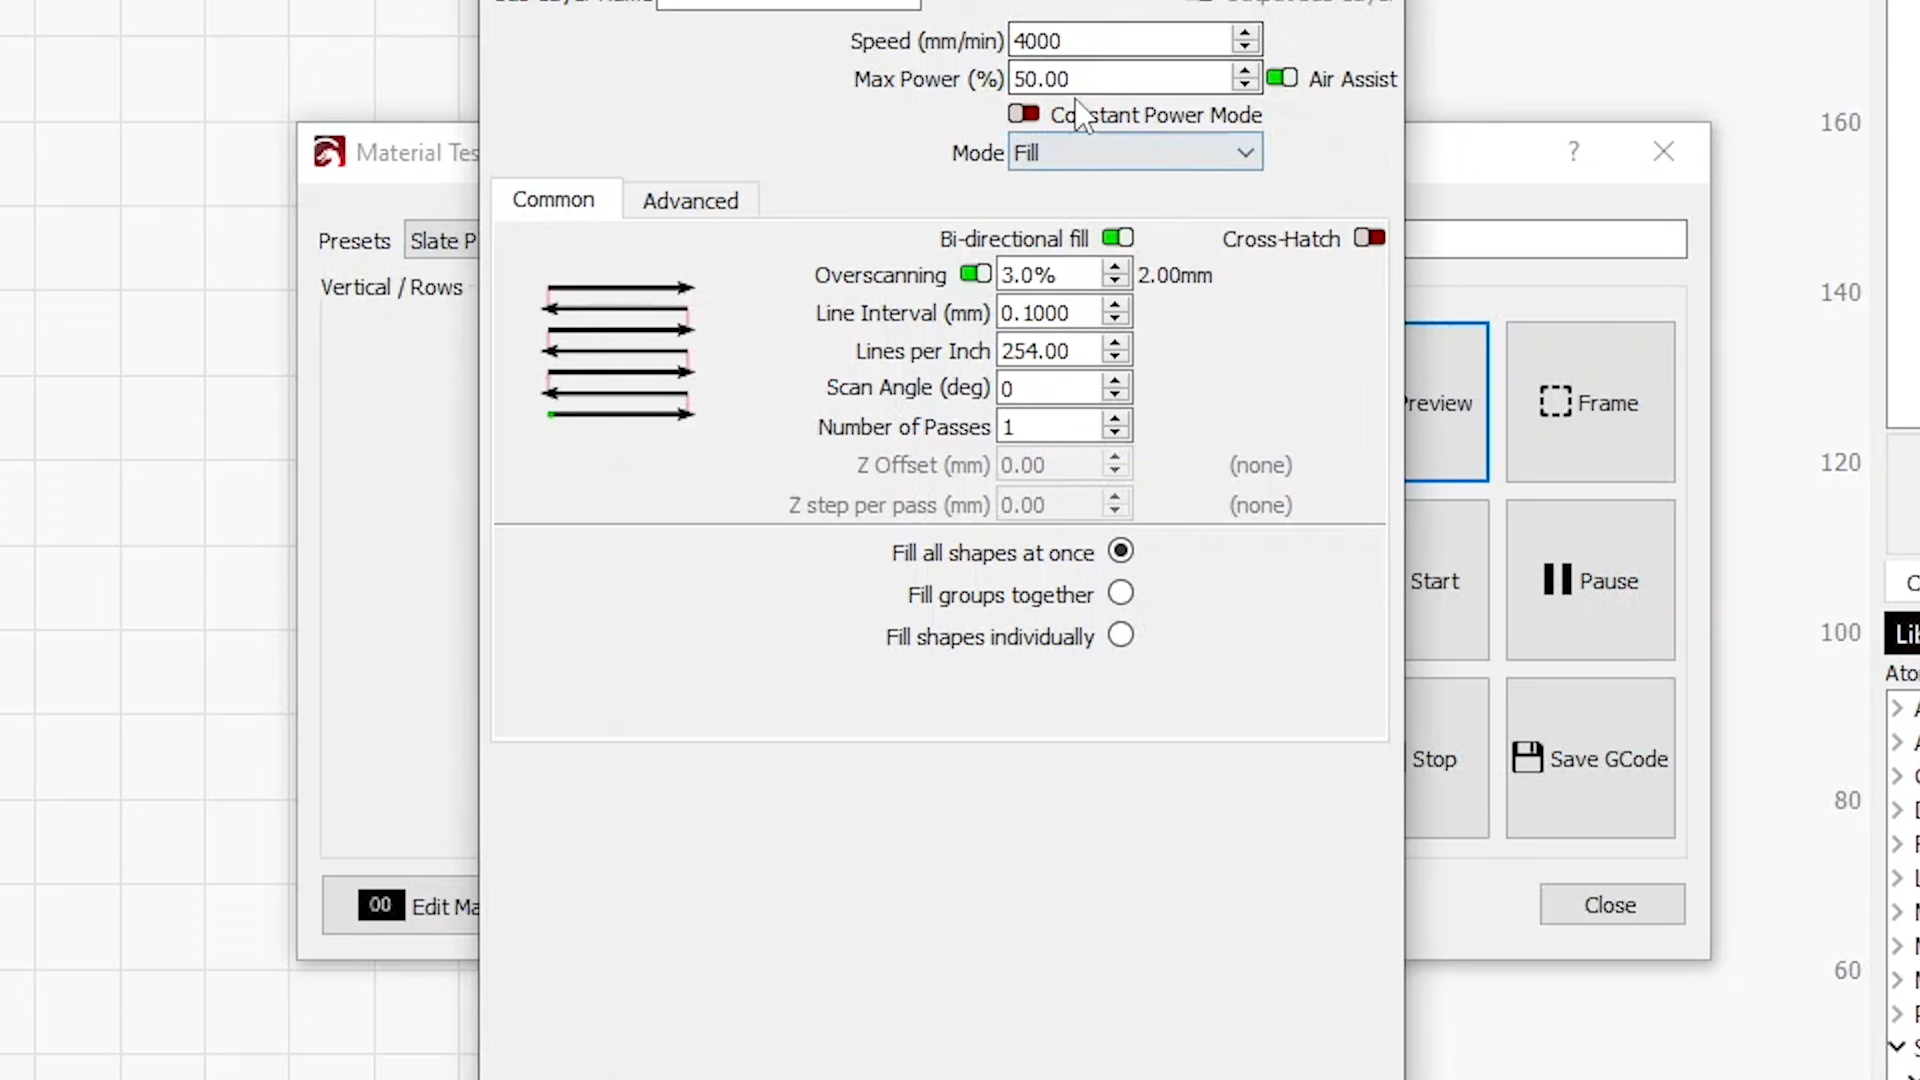 Speed (mm/min) 4000
Max Power (%) 50.00 Air Assist
Constant Power Mode
Mode Fill
Material Tes
Common Advanced
Presets Slate P
Vertical / Rows
Bi-directional fill Cross-Hatch
Overscanning 3.0% 2.00mm
Line Interval (mm) 0.1000
Lines per Inch 254.00
Scan Angle (deg) 0
Number of Passes 1
Z Offset (mm) 0.00 (none)
Z step per pass (mm) 0.00 (none)
Fill all shapes at once
Fill groups together
Fill shapes individually
?
Preview Frame
Start Pause
Stop Save GCode
00 Edit Ma
Close
160
140
120
100
80
60